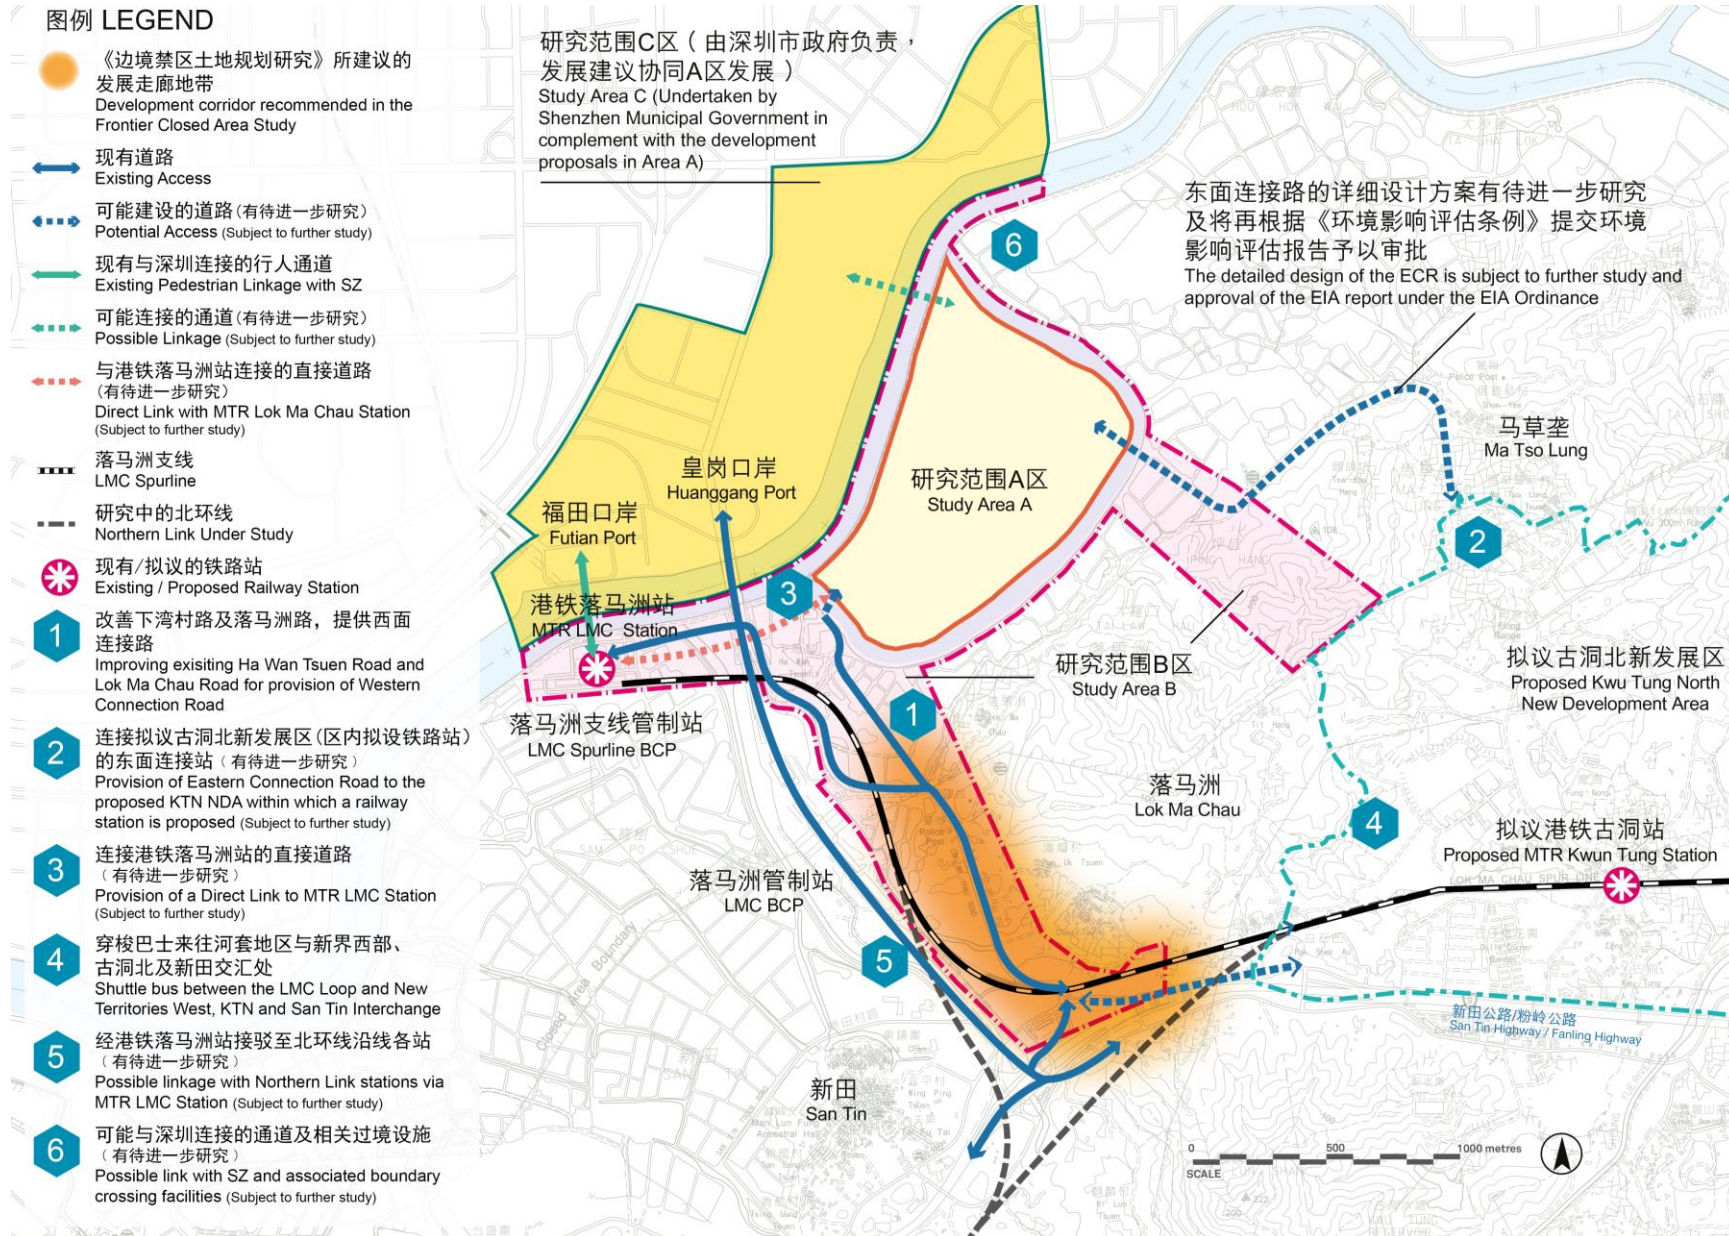 图例 LEGEND
《边境禁区土地规划研究》所建议的
发展走廊地带
Development corridor recommended in the
Frontier Closed Area Study
现有道路
Existing Access
可能建设的道路(有待进一步研究)
Potential Access (Subject to further study)
现有与深圳连接的行人通道
Existing Pedestrian Linkage with SZ
可能连接的通道(有待进一步研究)
Possible Linkage (Subject to further study)
与港铁落马洲站连接的直接道路
(有待进一步研究)
Direct Link with MTR Lok Ma Chau Station
(Subject to further study)
落马洲支线
LMC Spurline
研究中的北环线
Northern Link Under Study
现有/拟议的铁路站
Existing / Proposed Railway Station
1
改善下湾村路及落马洲路，提供西面
连接路
Improving exisiting Ha Wan Tsuen Road and
Lok Ma Chau Road for provision of Western
Connection Road
2
连接拟议古洞北新发展区(区内拟设铁路站)
的东面连接站（有待进一步研究）
Provision of Eastern Connection Road to the
proposed KTN NDA within which a railway
station is proposed (Subject to further study)
3
连接港铁落马洲站的直接道路
（有待进一步研究）
Provision of a Direct Link to MTR LMC Station
(Subject to further study)
4
穿梭巴士来往河套地区与新界西部、
古洞北及新田交汇处
Shuttle bus between the LMC Loop and New
Territories West, KTN and San Tin Interchange
5
经港铁落马洲站接驳至北环线沿线各站
（有待进一步研究）
Possible linkage with Northern Link stations via
MTR LMC Station (Subject to further study)
6
可能与深圳连接的通道及相关过境设施
（有待进一步研究）
Possible link with SZ and associated boundary
crossing facilities (Subject to further study)
研究范围C区（由深圳市政府负责，
发展建议协同A区发展）
Study Area C (Undertaken by
Shenzhen Municipal Government in
complement with the development
proposals in Area A)
6
东面连接路的详细设计方案有待进一步研究
及将再根据《环境影响评估条例》提交环境
影响评估报告予以审批
The detailed design of the ECR is subject to further study and
approval of the EIA report under the EIA Ordinance
马草垄
Ma Tso Lung
皇岗口岸
Huanggang Port
研究范围A区
Study Area A
福田口岸
Futian Port
2
3
港铁落马洲站
MTR LMC Station
研究范围B区
Study Area B
拟议古洞北新发展区
Proposed Kwu Tung North
New Development Area
1
落马洲支线管制站
LMC Spurline BCP
落马洲
Lok Ma Chau
4
拟议港铁古洞站
Proposed MTR Kwun Tung Station
LOK MA CHAU SPUR LINE
落马洲管制站
LMC BCP
5
Closed Area Boundary
新田公路/粉岭公路
San Tin Highway / Fanling Highway
新田
San Tin
0 500 1000 metres
SCALE